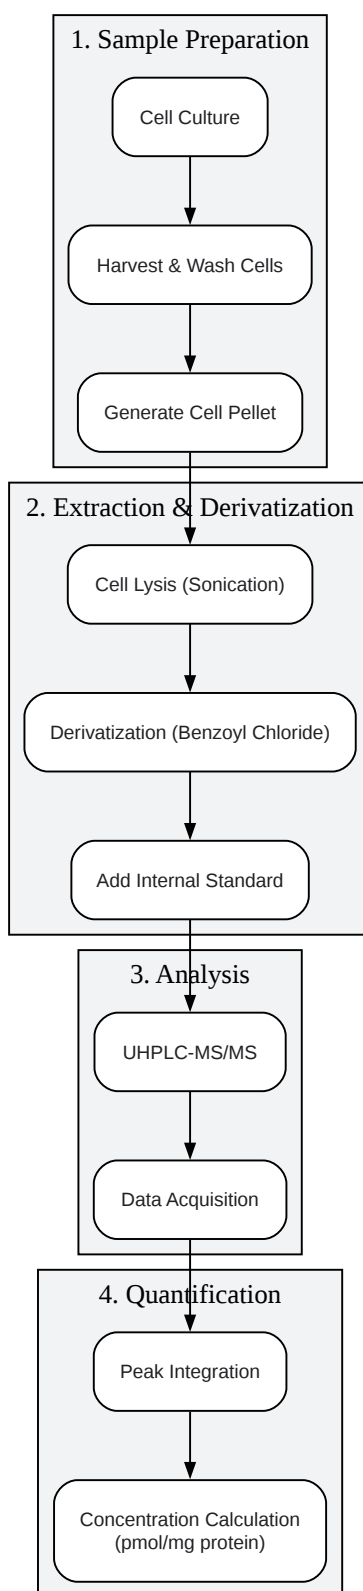 1. Sample Preparation
Cell Culture
Harvest & Wash Cells
Generate Cell Pellet
2. Extraction & Derivatization
Cell Lysis (Sonication)
Derivatization (Benzoyl Chloride)
Add Internal Standard
3. Analysis
UHPLC-MS/MS
Data Acquisition
4. Quantification
Peak Integration
Concentration Calculation
(pmol/mg protein)